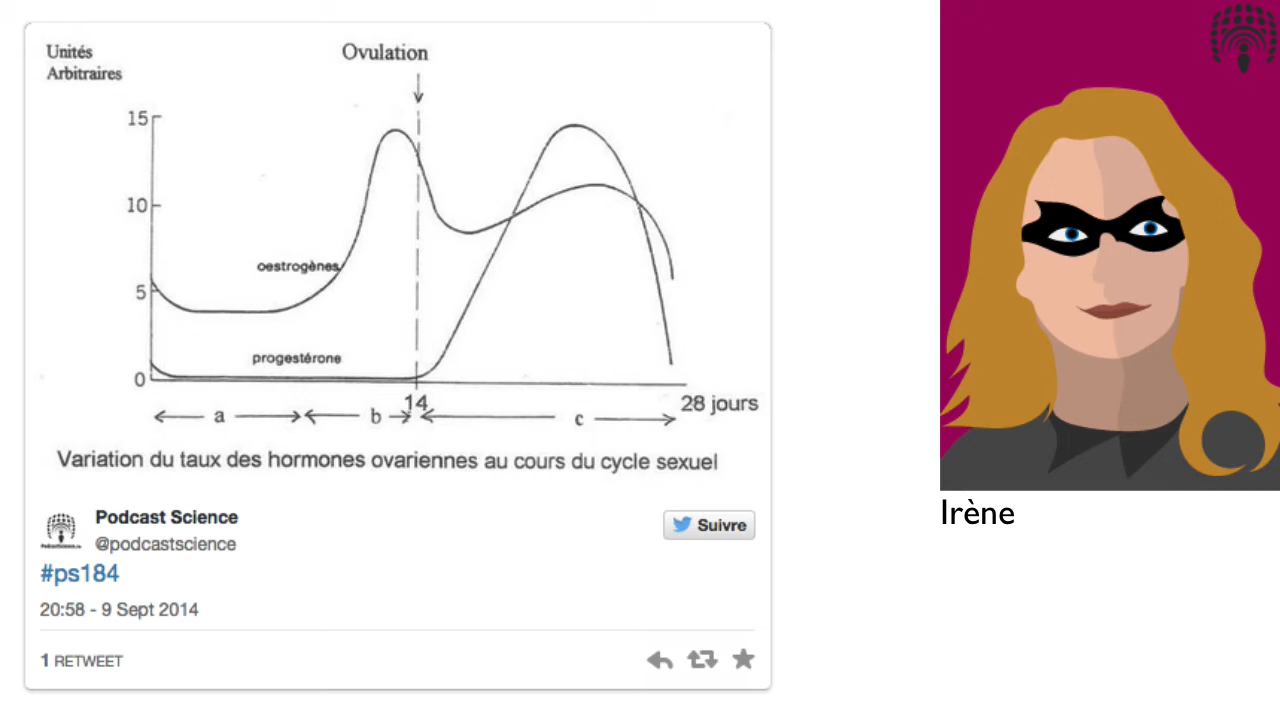 Unités
Arbitraires
Ovulation
15
10
5
0
oestrogènes
progestérone
14
28 jours
a
b
c
Variation du taux des hormones ovariennes au cours du cycle sexuel
Podcast Science
@podcastscience
Suivre
#ps184
20:58 - 9 Sept 2014
1 RETWEET
Irène